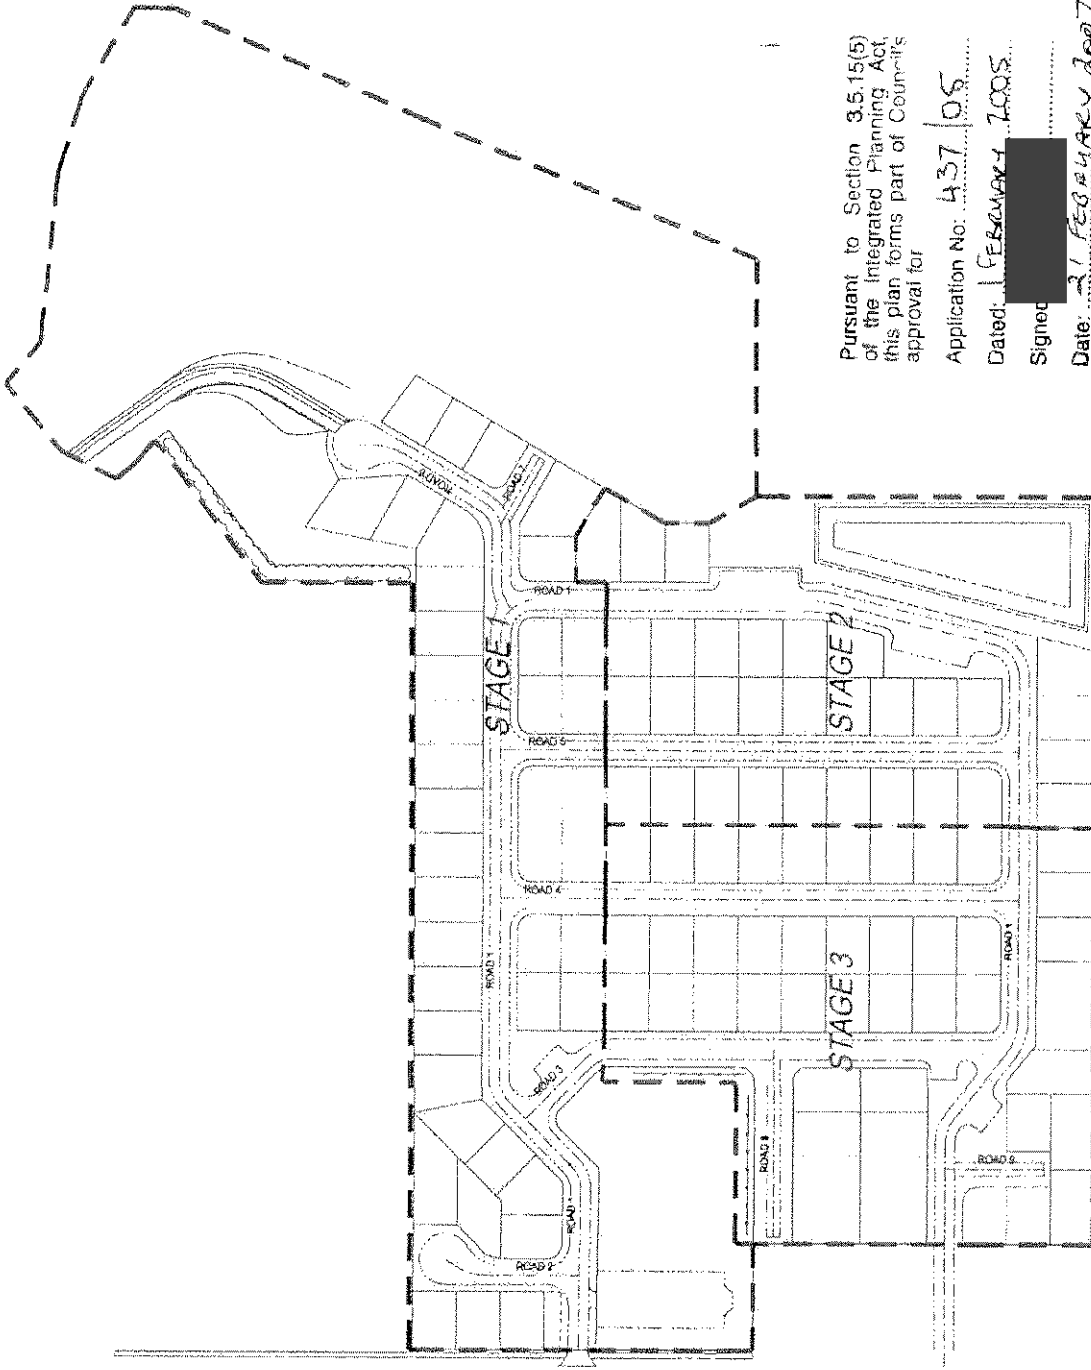 Pursuant to Section 3.5.15(5)
of the Integrated Planning Act,
this plan forms part of Council's
approval for
Application No: 437/05
Dated: 1 FEBRUARY 2005
Signed
Date: 21 FEBRUARY 2007
ROAD 6
ROAD 7
ROAD 1
STAGE 1
STAGE 2
ROAD 5
ROAD 4
ROAD 1
ROAD 1
STAGE 3
ROAD 3
ROAD 8
ROAD 9
ROAD 1
ROAD 2